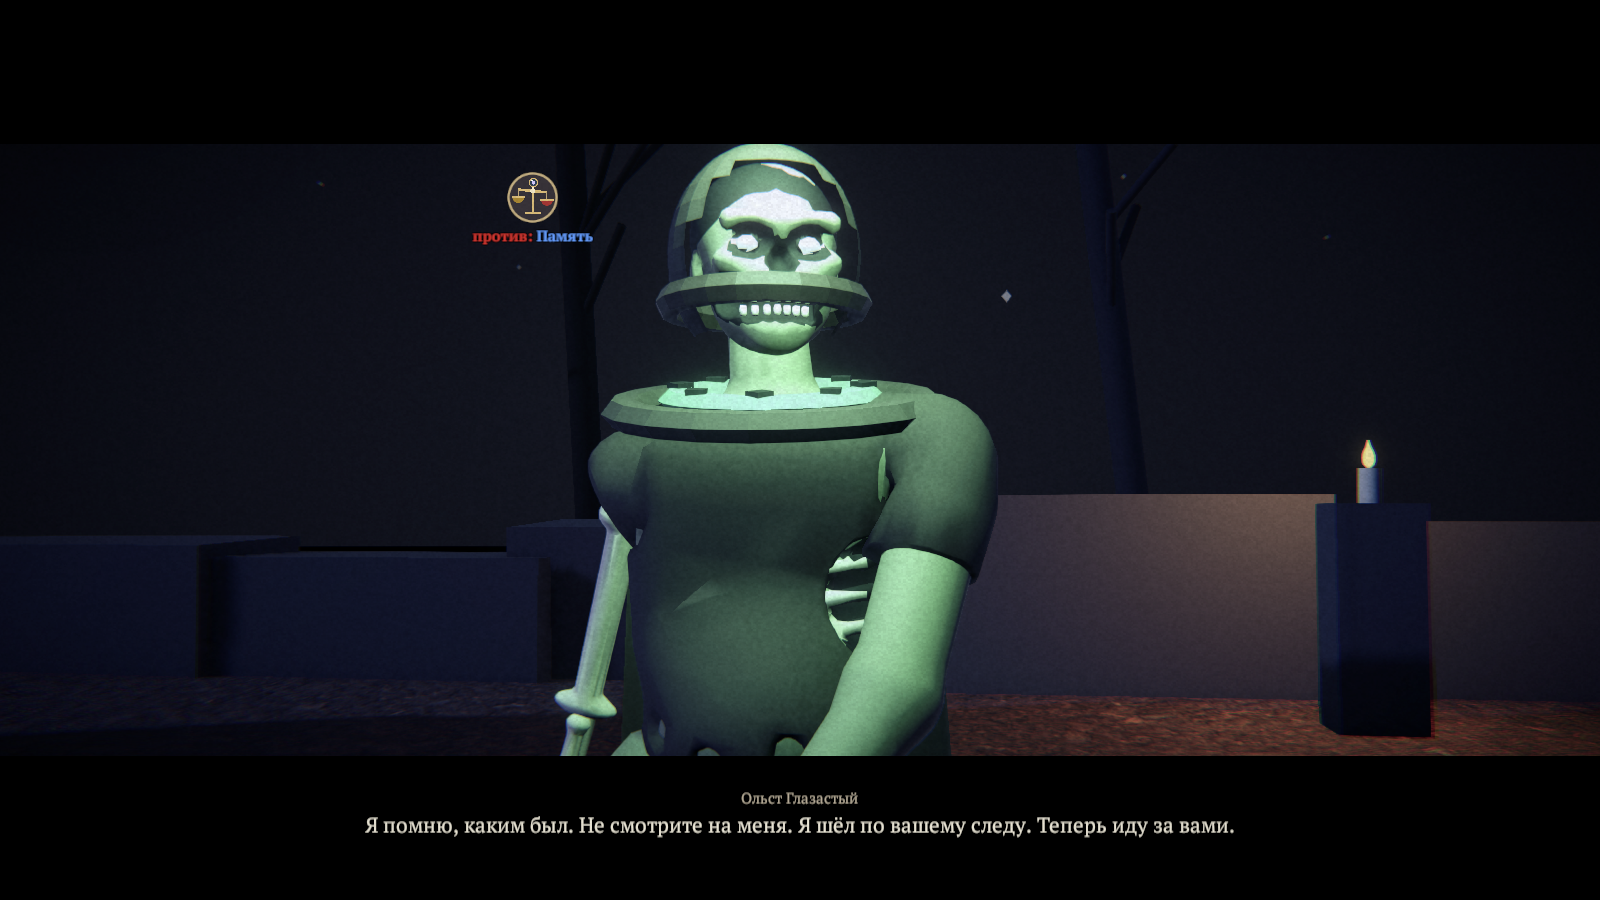 против: Память
Ольст Глазастый
Я помню, каким был. Не смотрите на меня. Я шёл по вашему следу. Теперь иду за вами.